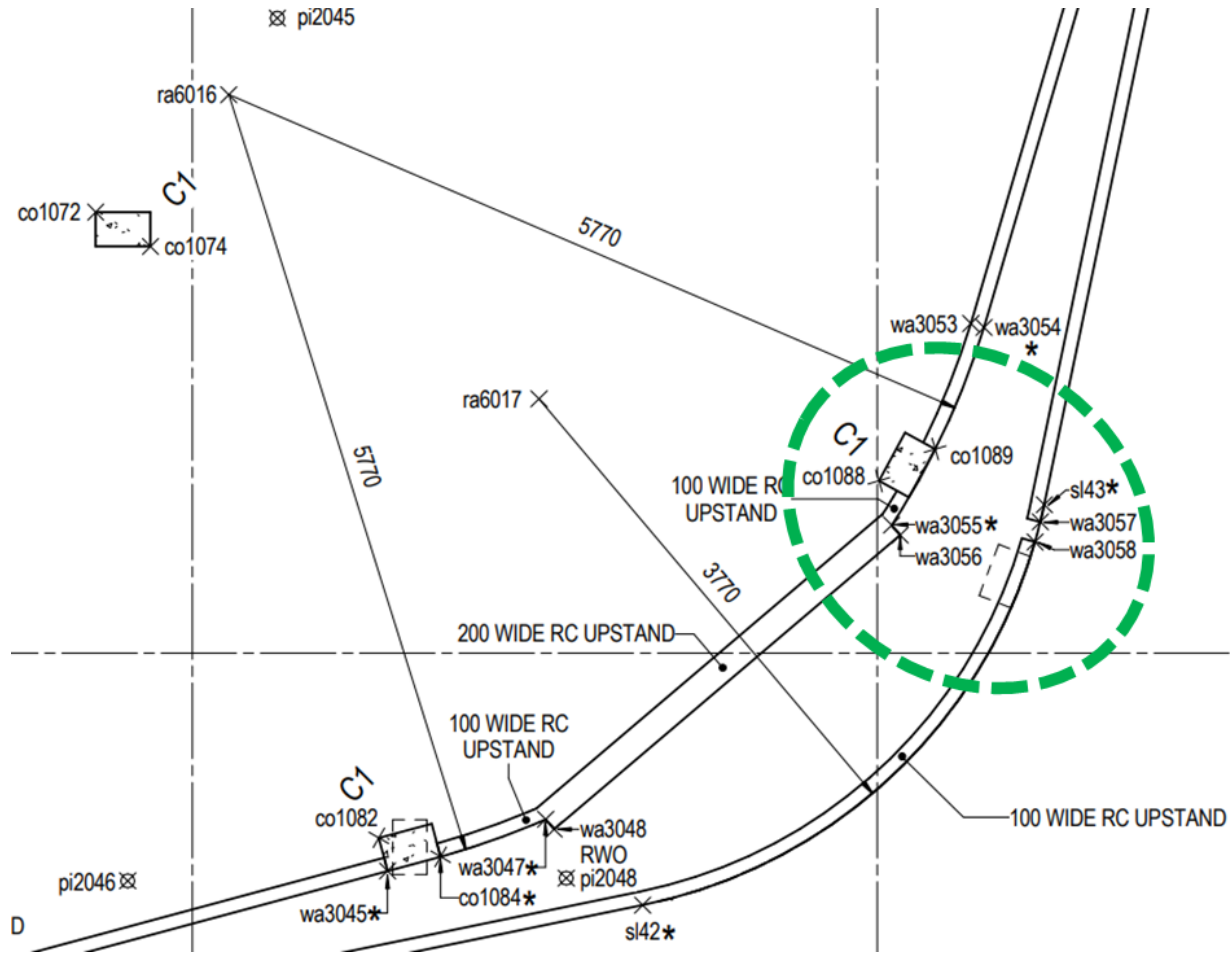 pi2045
ra6016
C1
co1072
co1074
5770
wa3053
wa3054
*
ra6017
C1
co1089
5770
co1088
100 WIDE RC
UPSTAND
sl43*
wa3055*
wa3057
wa3056
wa3058
3770
200 WIDE RC UPSTAND
100 WIDE RC
UPSTAND
C1
co1082
100 WIDE RC UPSTAND
wa3048
RWO
wa3047*
pi2048
pi2046
co1084*
wa3045*
D
sl42*